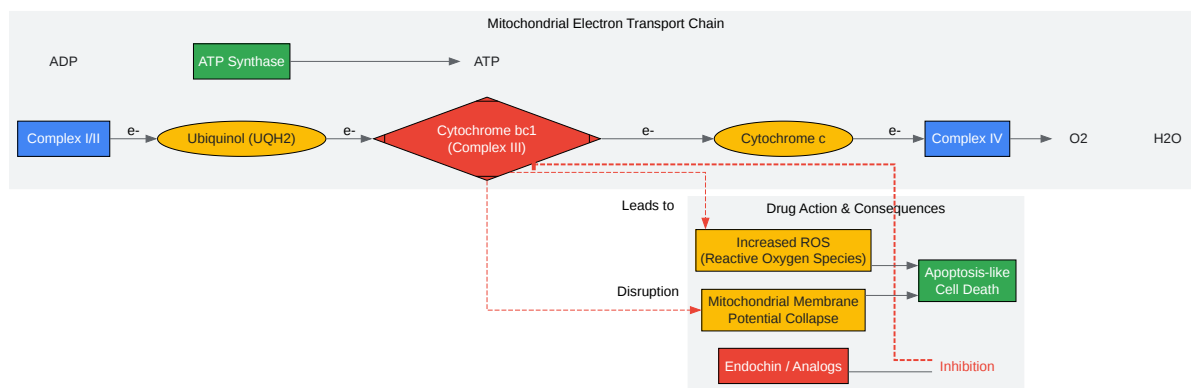 Mitochondrial Electron Transport Chain
ADP
ATP Synthase
ATP
Complex I/II
e-
Ubiquinol (UQH2)
e-
Cytochrome bc1
(Complex III)
e-
Cytochrome c
e-
Complex IV
O2
H2O
Leads to
Drug Action & Consequences
Increased ROS
(Reactive Oxygen Species)
Apoptosis-like
Cell Death
Disruption
Mitochondrial Membrane
Potential Collapse
Endochin / Analogs
Inhibition